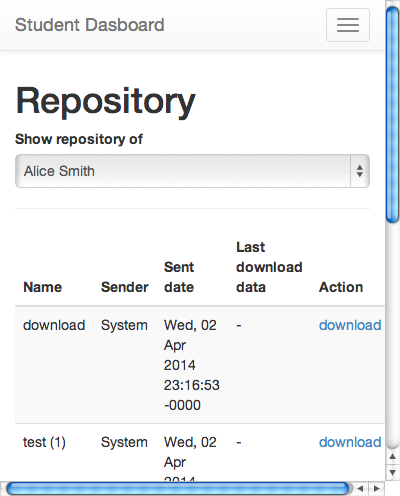 Student Dasboard
Repository
Show repository of
Alice Smith
Name Sender Sent date Last download data Action
download System Wed, 02 Apr 2014 23:16:53 -0000 - download
test (1) System Wed, 02 Apr 2014 - download